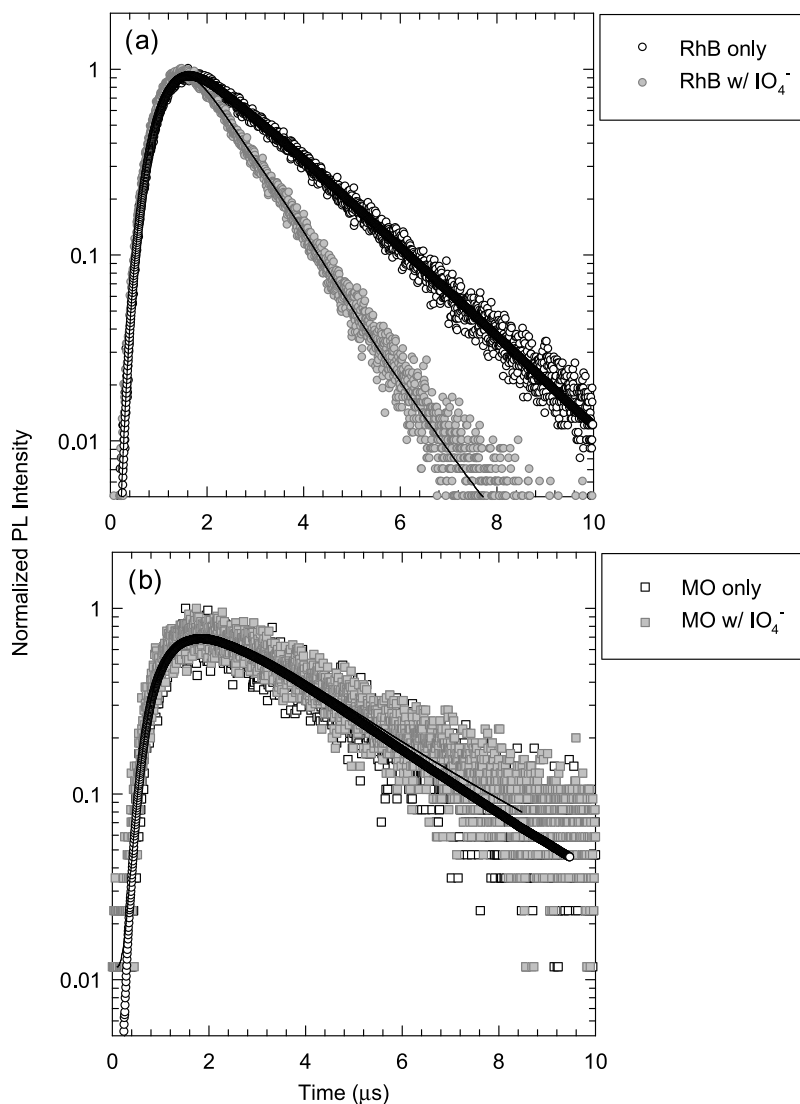 (a)
RhB only
RhB w/ IO₄⁻
1
0.1
0.01
0 2 4 6 8 10
Normalized PL Intensity
(b)
MO only
MO w/ IO₄⁻
1
0.1
0.01
0 2 4 6 8 10
Time (μs)